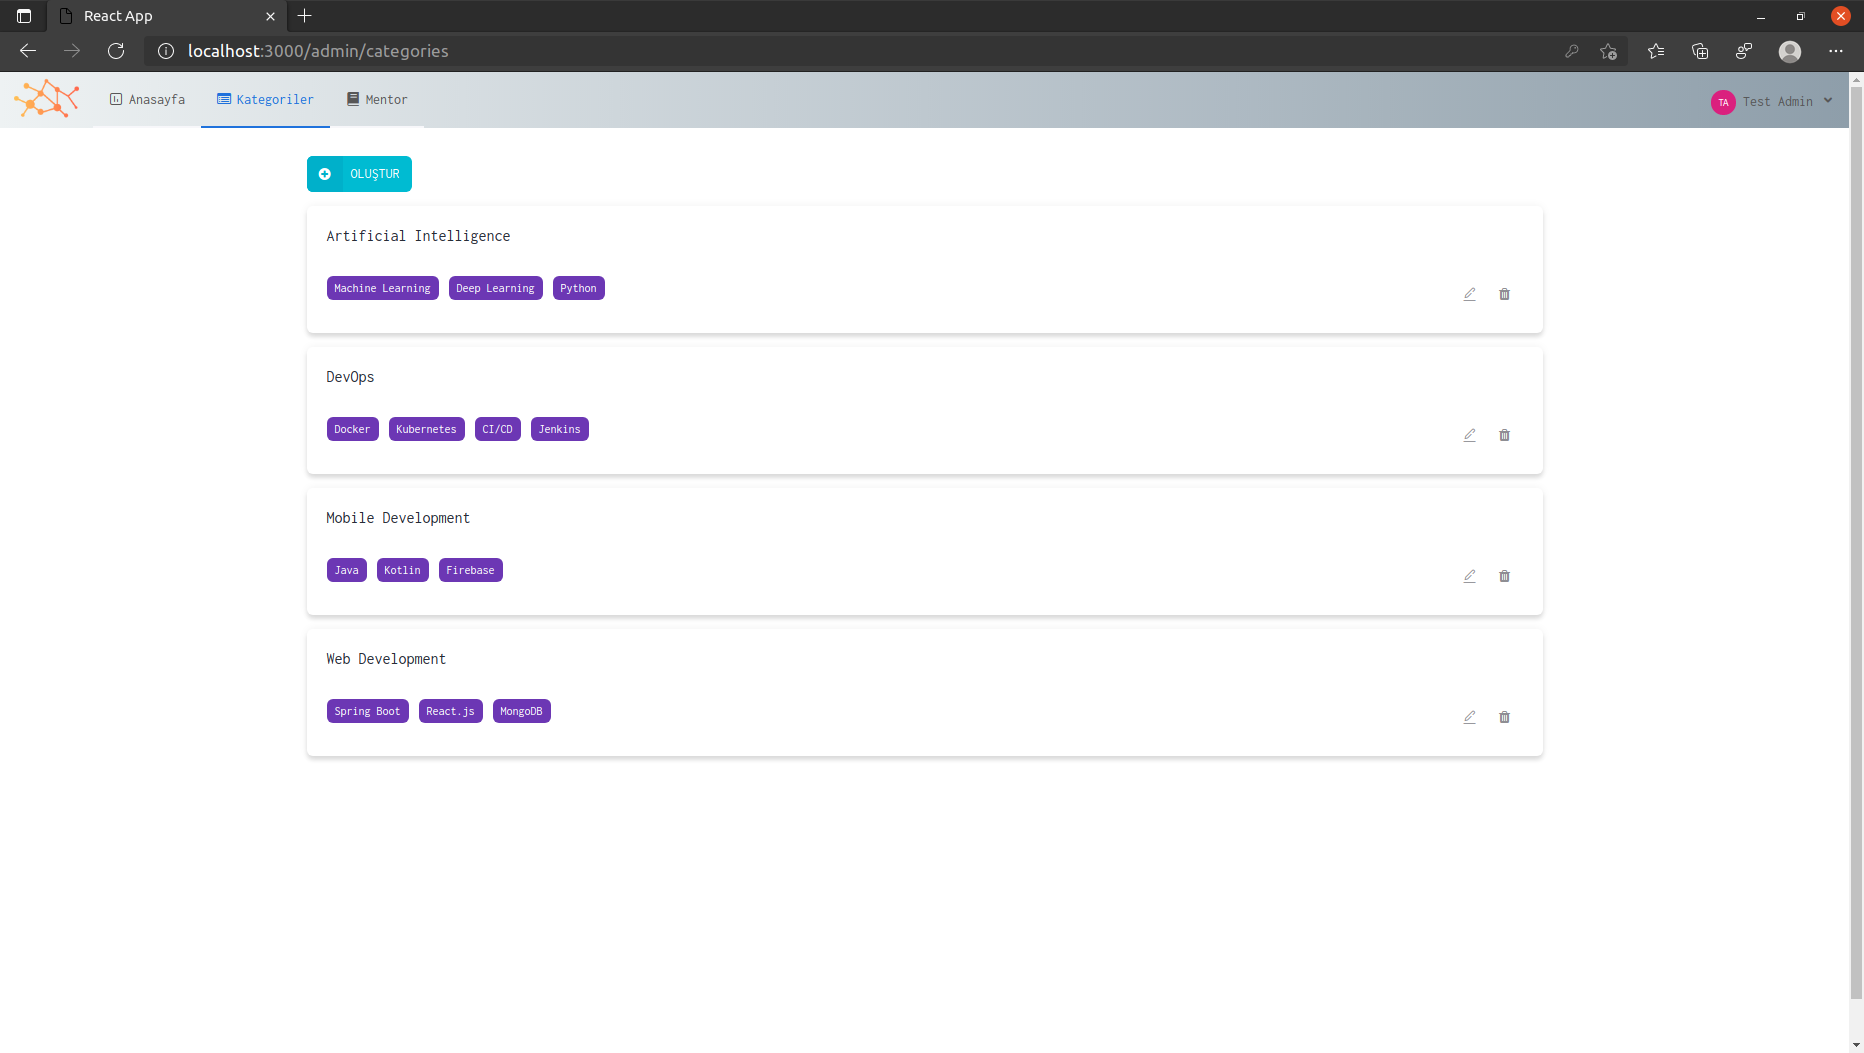 React App
localhost:3000/admin/categories
Anasayfa Kategoriler Mentor TA Test Admin
OLUŞTUR
Artificial Intelligence
Machine Learning Deep Learning Python
DevOps
Docker Kubernetes CI/CD Jenkins
Mobile Development
Java Kotlin Firebase
Web Development
Spring Boot React.js MongoDB